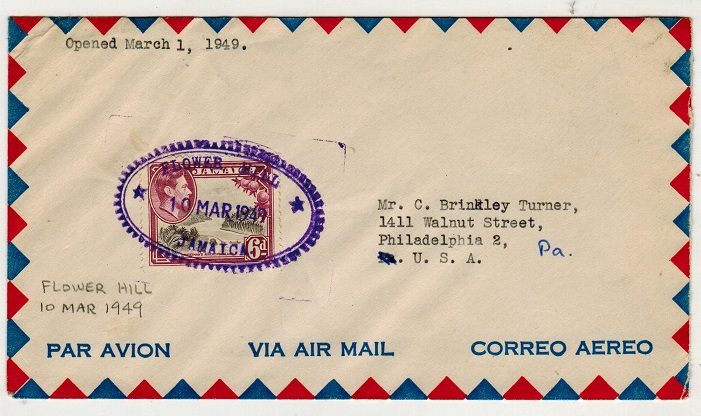 Opened March 1, 1949.
FLOWER HILL
JAMAICA
10 MAR 1949
JAMAICA
6d
Mr. C. Brinkley Turner,
1411 Walnut Street,
Philadelphia 2,
U. S. A.
Pa.
FLOWER HILL
10 MAR 1949
PAR AVION
VIA AIR MAIL
CORREO AEREO